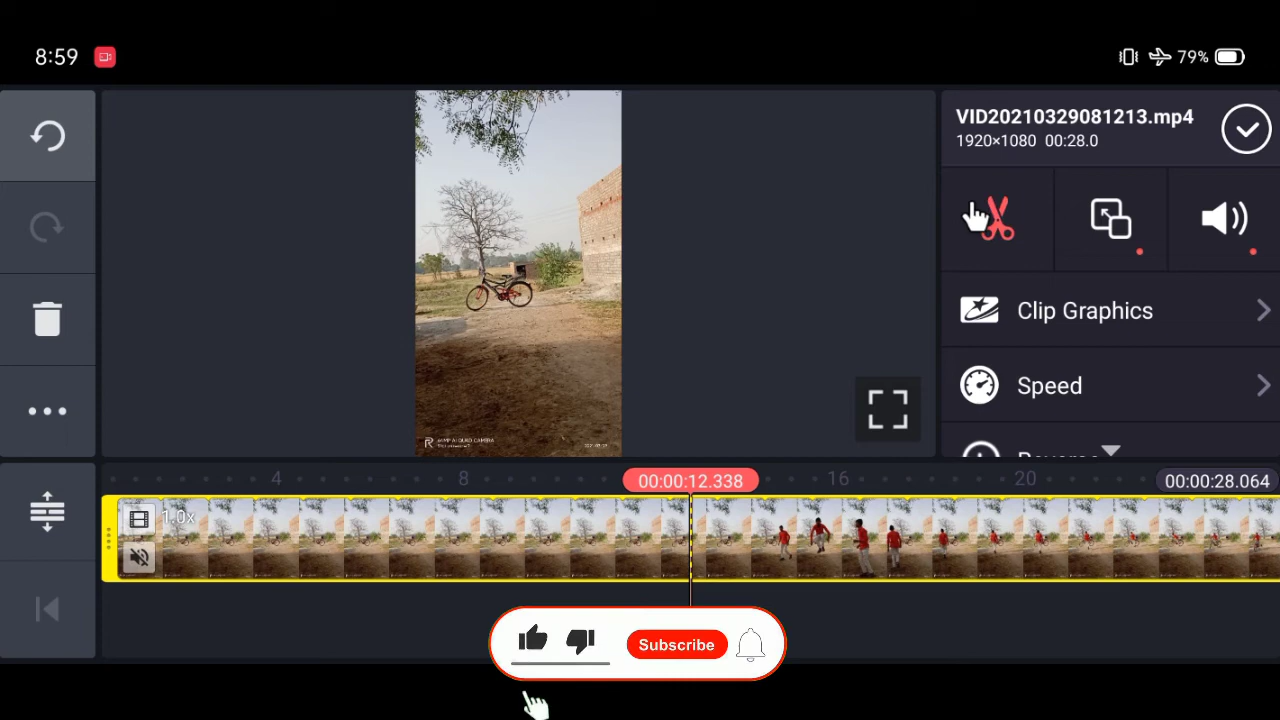 8:59
79%
VID20210329081213.mp4
1920×1080 00:28.0
Clip Graphics
Speed
4 8 00:00:12.338 16 20 00:00:28.064
1.0x
Subscribe